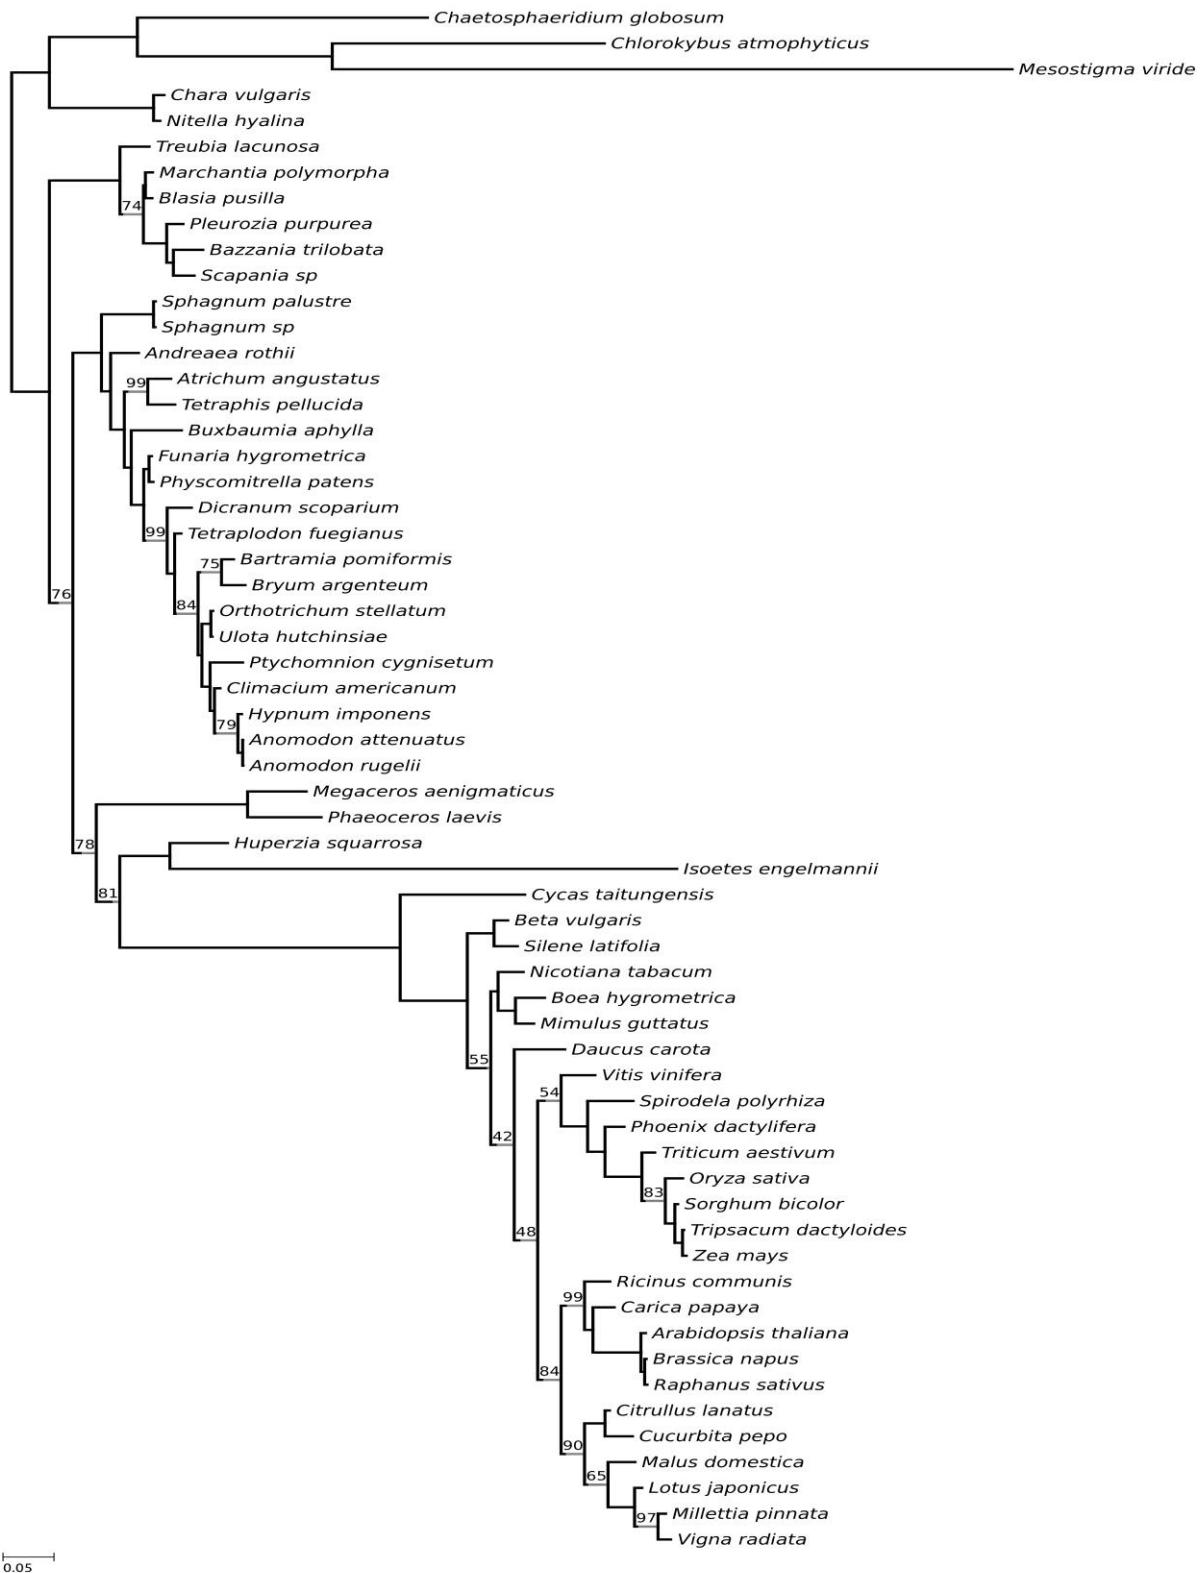 Chaetosphaeridium globosum
Chlorokybus atmophyticus
Mesostigma viride
Chara vulgaris
Nitella hyalina
Treubia lacunosa
Marchantia polymorpha
Blasia pusilla
74
Pleurozia purpurea
Bazzania trilobata
Scapania sp
Sphagnum palustre
Sphagnum sp
Andreaea rothii
99 Atrichum angustatus
Tetraphis pellucida
Buxbaumia aphylla
Funaria hygrometrica
Physcomitrella patens
Dicranum scoparium
99 Tetraplodon fuegianus
75 Bartramia pomiformis
Bryum argenteum
76
84 Orthotrichum stellatum
Ulota hutchinsiae
Ptychomnion cygnisetum
Climacium americanum
Hypnum imponens
79
Anomodon attenuatus
Anomodon rugelii
Megaceros aenigmaticus
Phaeoceros laevis
78 Huperzia squarrosa
Isoetes engelmannii
81 Cycas taitungensis
Beta vulgaris
Silene latifolia
Nicotiana tabacum
Boea hygrometrica
Mimulus guttatus
Daucus carota
55
Vitis vinifera
54
Spirodela polyrhiza
Phoenix dactylifera
42
Triticum aestivum
Oryza sativa
83
Sorghum bicolor
48 Tripsacum dactyloides
Zea mays
Ricinus communis
99
Carica papaya
Arabidopsis thaliana
Brassica napus
84
Raphanus sativus
Citrullus lanatus
Cucurbita pepo
90
Malus domestica
65
Lotus japonicus
97 Millettia pinnata
Vigna radiata
0.05